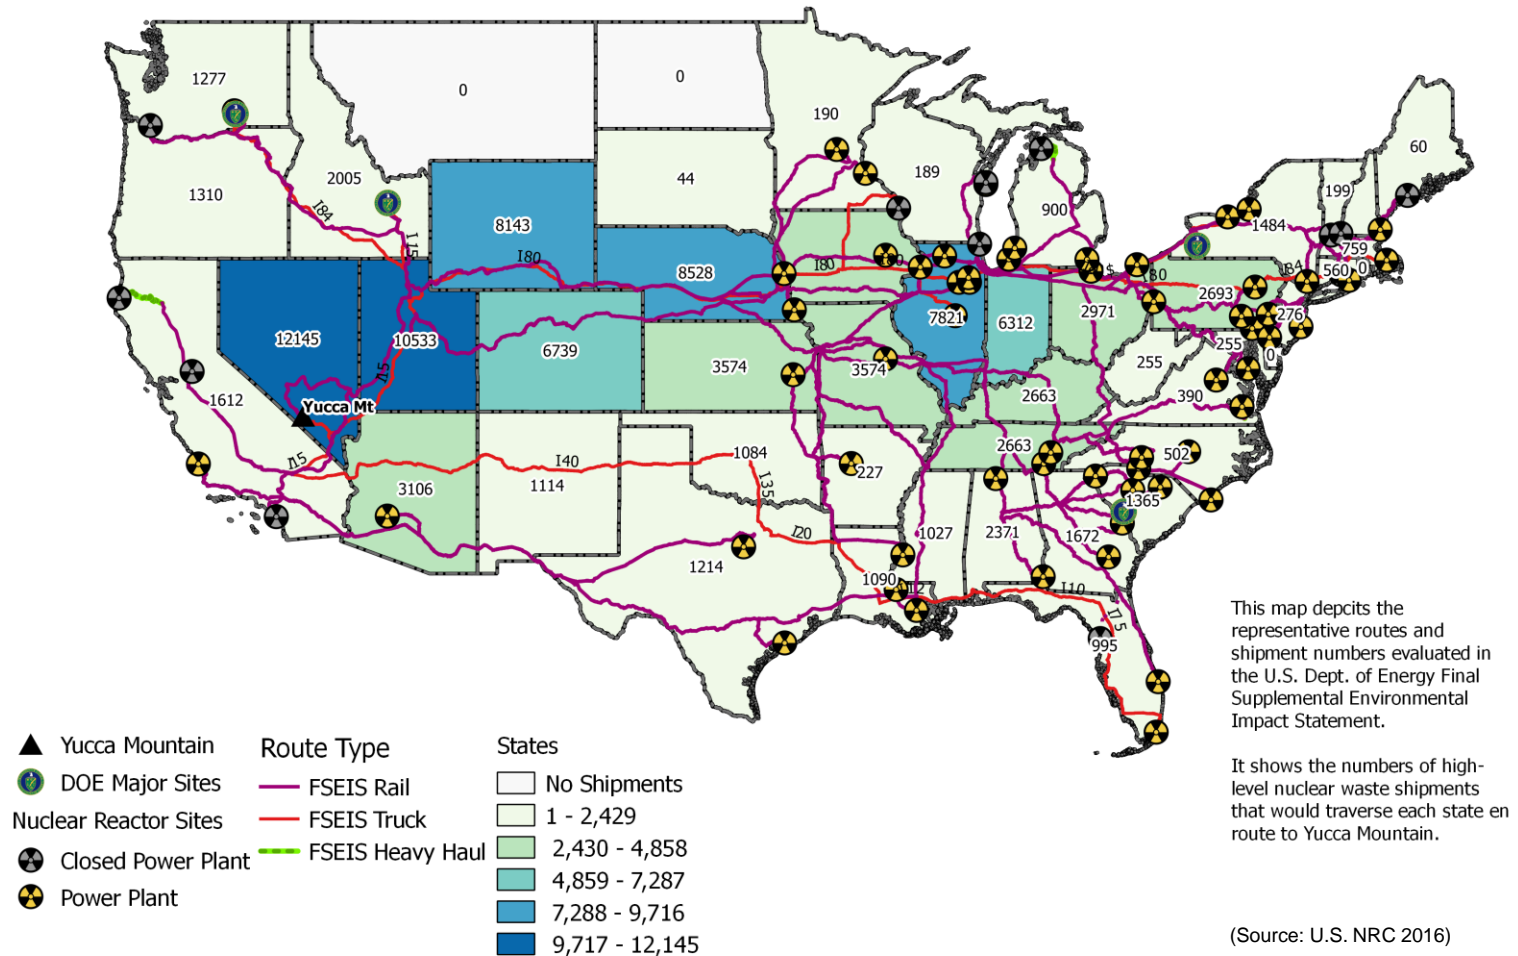 1277
0
0
190
60
1310
2005
I84
I15
44
189
199
900
1484
8143
I80
8528
I80
I80
759
560
0
I84
I80
2693
276
12145
10533
I15
6739
3574
3574
7821
6312
2971
255
255
0
Yucca Mt
1612
2663
390
I15
I40
1084
227
2663
502
3106
1114
I35
1365
I20
1027
2371
1672
1214
1090
I10
I75
995
This map depcits the
representative routes and
shipment numbers evaluated in
the U.S. Dept. of Energy Final
Supplemental Environmental
Impact Statement.
It shows the numbers of high-
level nuclear waste shipments
that would traverse each state en
route to Yucca Mountain.
(Source: U.S. NRC 2016)
Yucca Mountain
DOE Major Sites
Nuclear Reactor Sites
Closed Power Plant
Power Plant
Route Type
FSEIS Rail
FSEIS Truck
FSEIS Heavy Haul
States
No Shipments
1 - 2,429
2,430 - 4,858
4,859 - 7,287
7,288 - 9,716
9,717 - 12,145